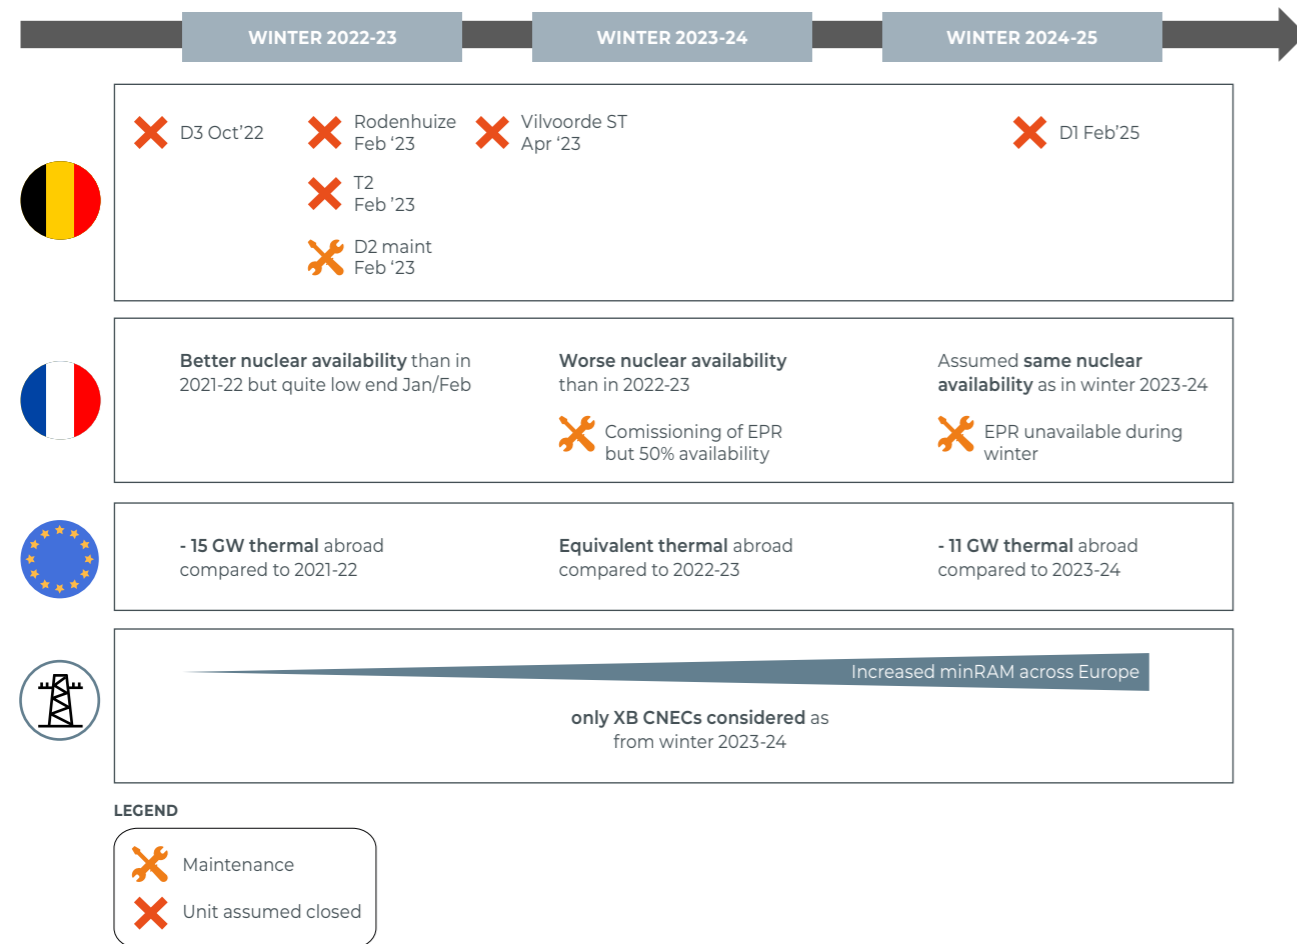 WINTER 2022-23
WINTER 2023-24
WINTER 2024-25
D3 Oct’22
Rodenhuize
Feb ‘23
Vilvoorde ST
Apr ‘23
D1 Feb’25
T2
Feb ’23
D2 maint
Feb ‘23
Better nuclear availability than in
2021-22 but quite low end Jan/Feb
Worse nuclear availability
than in 2022-23
Comissioning of EPR
but 50% availability
Assumed same nuclear
availability as in winter 2023-24
EPR unavailable during
winter
- 15 GW thermal abroad
compared to 2021-22
Equivalent thermal abroad
compared to 2022-23
- 11 GW thermal abroad
compared to 2023-24
Increased minRAM across Europe
only XB CNECs considered as
from winter 2023-24
LEGEND
Maintenance
Unit assumed closed